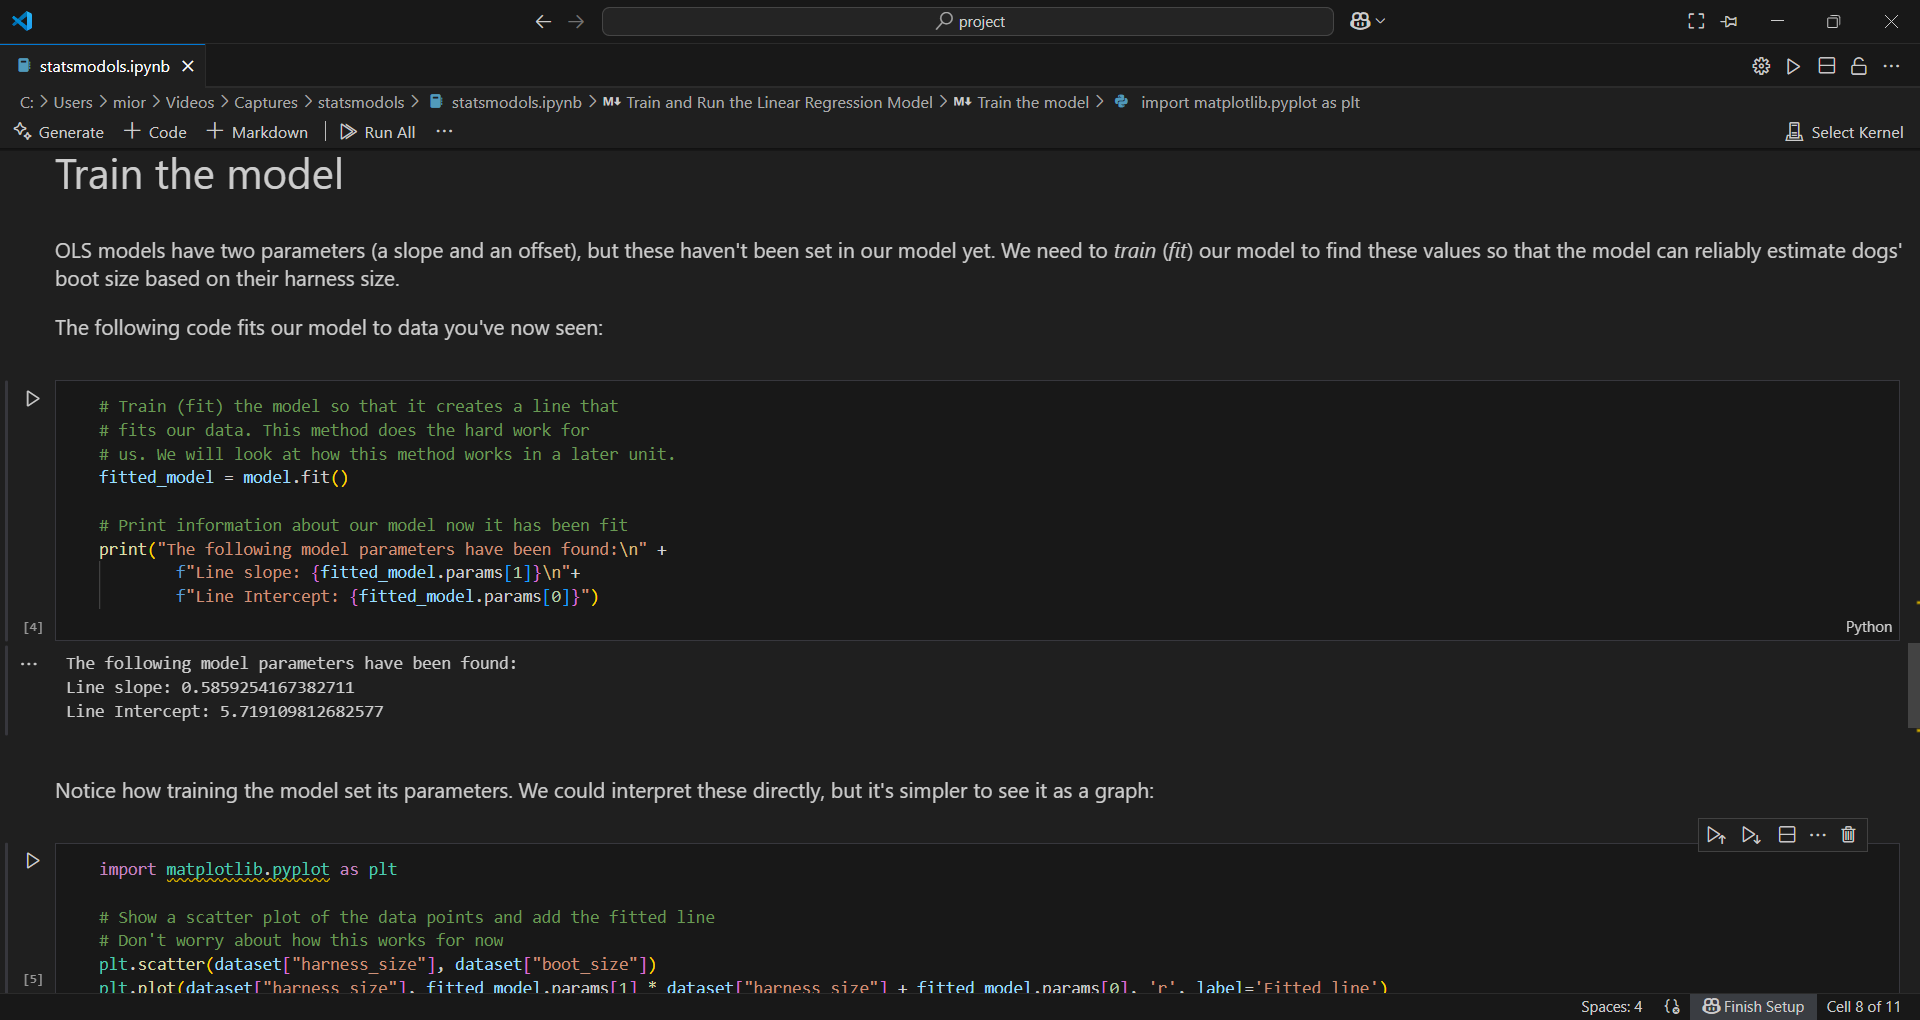 project
statsmodols.ipynb
C: > Users > mior > Videos > Captures > statsmodols > statsmodols.ipynb > M↓ Train and Run the Linear Regression Model > M↓ Train the model > import matplotlib.pyplot as plt
Generate + Code + Markdown Run All ··· Select Kernel
Train the model
OLS models have two parameters (a slope and an offset), but these haven't been set in our model yet. We need to train (fit) our model to find these values so that the model can reliably estimate dogs'
boot size based on their harness size.
The following code fits our model to data you've now seen:
# Train (fit) the model so that it creates a line that
# fits our data. This method does the hard work for
# us. We will look at how this method works in a later unit.
fitted_model = model.fit()
# Print information about our model now it has been fit
print("The following model parameters have been found:\n" +
f"Line slope: {fitted_model.params[1]}\n"+
f"Line Intercept: {fitted_model.params[0]}")
[4]
Python
The following model parameters have been found:
Line slope: 0.5859254167382711
Line Intercept: 5.719109812682577
Notice how training the model set its parameters. We could interpret these directly, but it's simpler to see it as a graph:
import matplotlib.pyplot as plt
# Show a scatter plot of the data points and add the fitted line
# Don't worry about how this works for now
plt.scatter(dataset["harness_size"], dataset["boot_size"])
[5]
plt.plot(dataset["harness_size"], fitted_model.params[1] * dataset["harness_size"] + fitted_model.params[0], 'r', label='Fitted line')
Spaces: 4 Finish Setup Cell 8 of 11